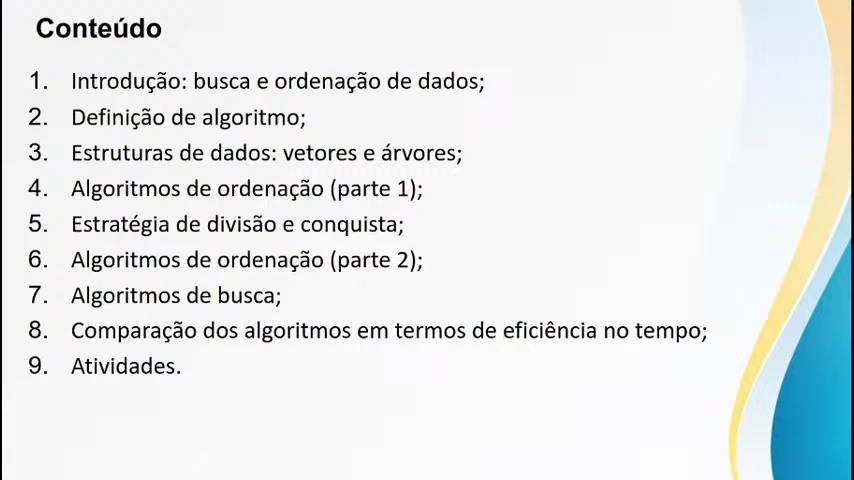 Conteúdo
1. Introdução: busca e ordenação de dados;
2. Definição de algoritmo;
3. Estruturas de dados: vetores e árvores;
4. Algoritmos de ordenação (parte 1);
5. Estratégia de divisão e conquista;
6. Algoritmos de ordenação (parte 2);
7. Algoritmos de busca;
8. Comparação dos algoritmos em termos de eficiência no tempo;
9. Atividades.